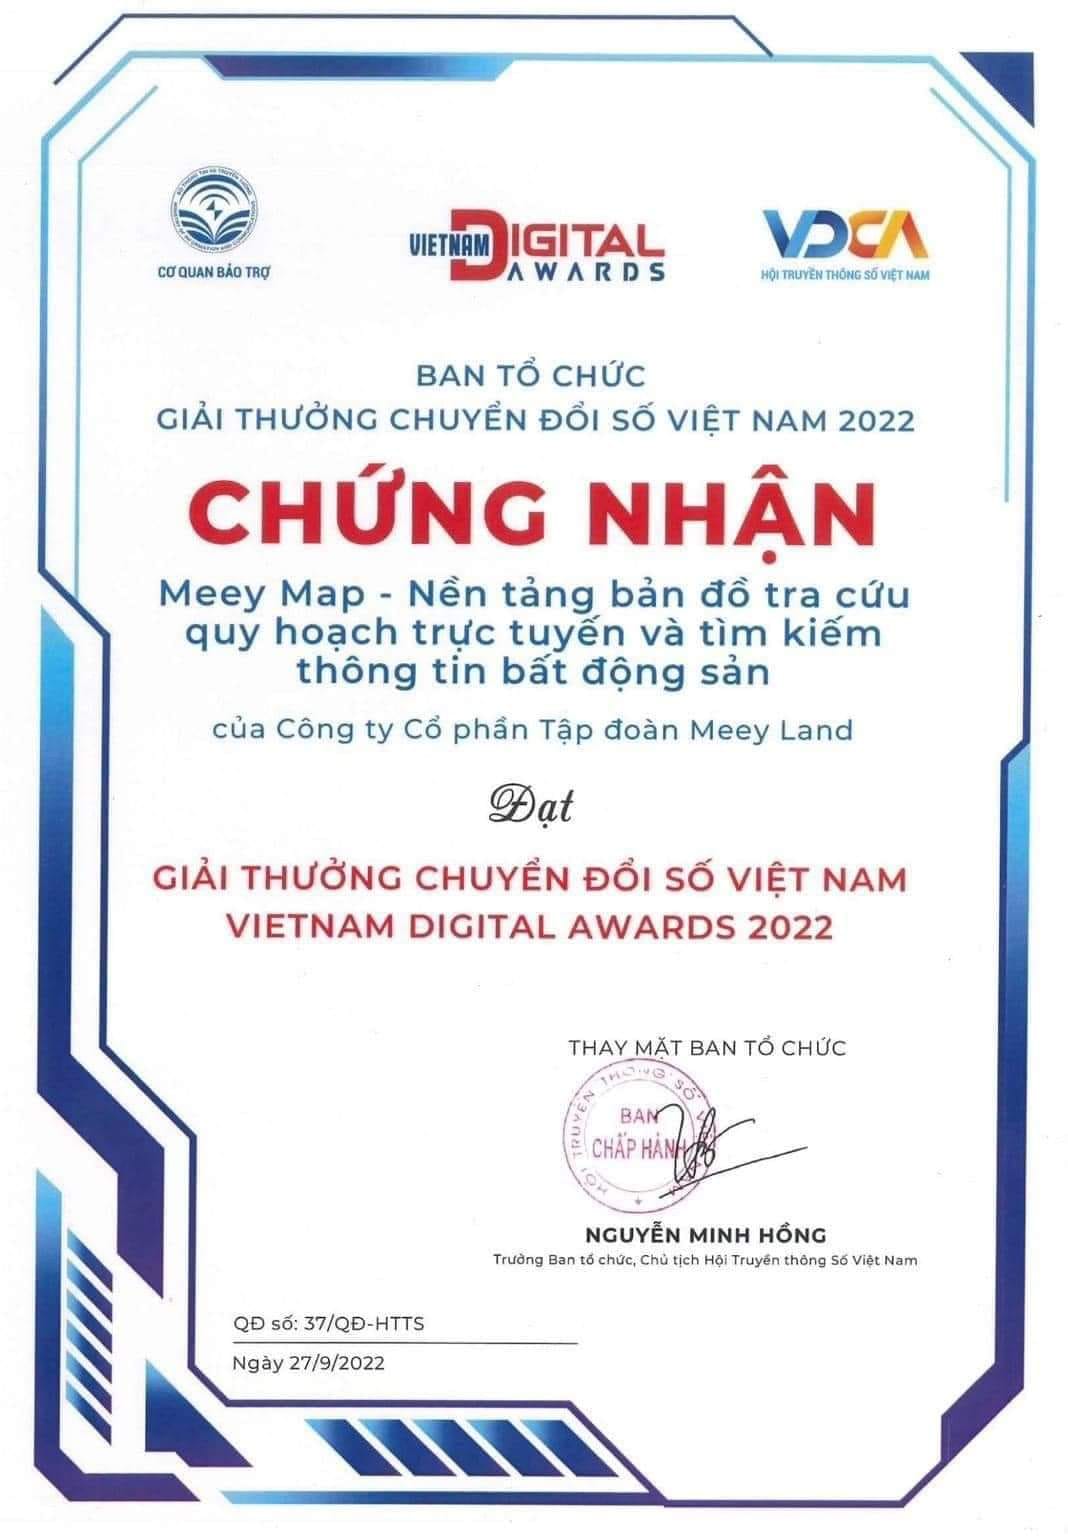 BỘ THÔNG TIN VÀ TRUYỀN THÔNG
MINISTRY OF INFORMATION AND COMMUNICATIONS
CƠ QUAN BẢO TRỢ
VIETNAM DIGITAL
AWARDS
VDCA
HỘI TRUYỀN THÔNG SỐ VIỆT NAM
BAN TỔ CHỨC
GIẢI THƯỞNG CHUYỂN ĐỔI SỐ VIỆT NAM 2022
CHỨNG NHẬN
Meey Map - Nền tảng bản đồ tra cứu
quy hoạch trực tuyến và tìm kiếm
thông tin bất động sản
của Công ty Cổ phần Tập đoàn Meey Land
Đạt
GIẢI THƯỞNG CHUYỂN ĐỔI SỐ VIỆT NAM
VIETNAM DIGITAL AWARDS 2022
THAY MẶT BAN TỔ CHỨC
HỘI TRUYỀN THÔNG SỐ VIỆT NAM
BAN
CHẤP HÀNH
NGUYỄN MINH HỒNG
Trưởng Ban tổ chức, Chủ tịch Hội Truyền thông Số Việt Nam
QĐ số: 37/QĐ-HTTS
Ngày 27/9/2022